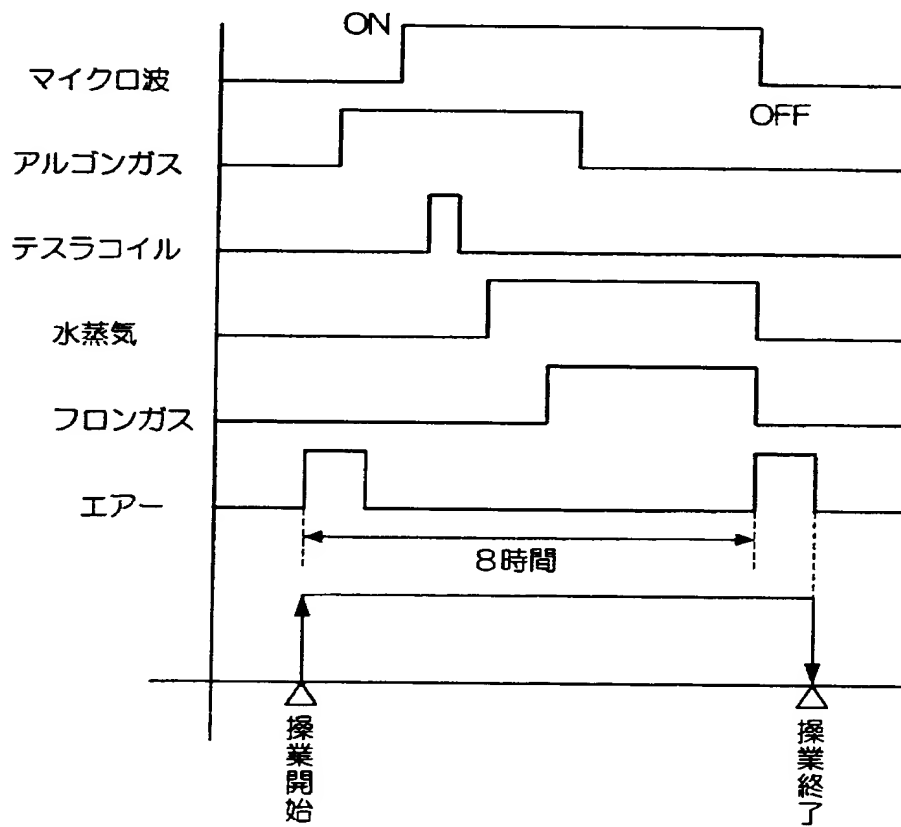 ON
マイクロ波
OFF
アルゴンガス
テスラコイル
水蒸気
フロンガス
エアー
8時間
操業開始
操業終了